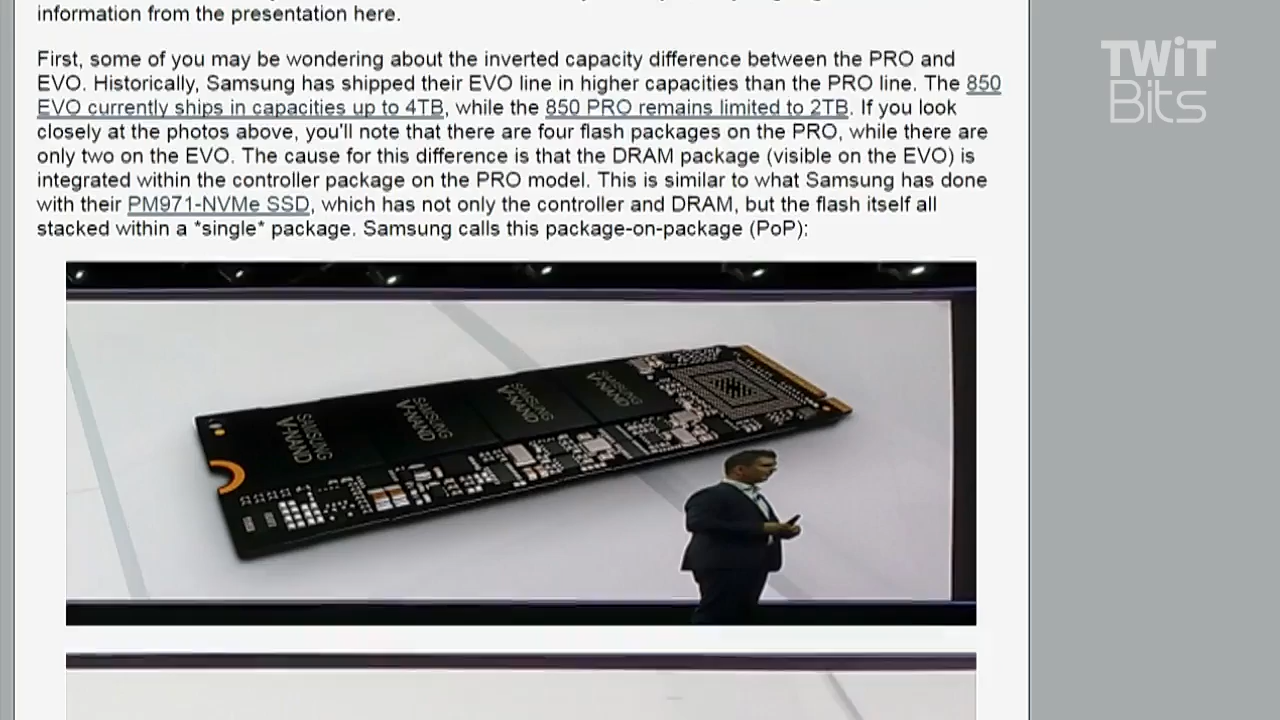 information from the presentation here.
First, some of you may be wondering about the inverted capacity difference between the PRO and
EVO. Historically, Samsung has shipped their EVO line in higher capacities than the PRO line. The 850
EVO currently ships in capacities up to 4TB, while the 850 PRO remains limited to 2TB. If you look
closely at the photos above, you'll note that there are four flash packages on the PRO, while there are
only two on the EVO. The cause for this difference is that the DRAM package (visible on the EVO) is
integrated within the controller package on the PRO model. This is similar to what Samsung has done
with their PM971-NVMe SSD, which has not only the controller and DRAM, but the flash itself all
stacked within a *single* package. Samsung calls this package-on-package (PoP):
TWiT
Bits
SAMSUNG
V-NAND
SAMSUNG
V-NAND
SAMSUNG
V-NAND
SAMSUNG
V-NAND